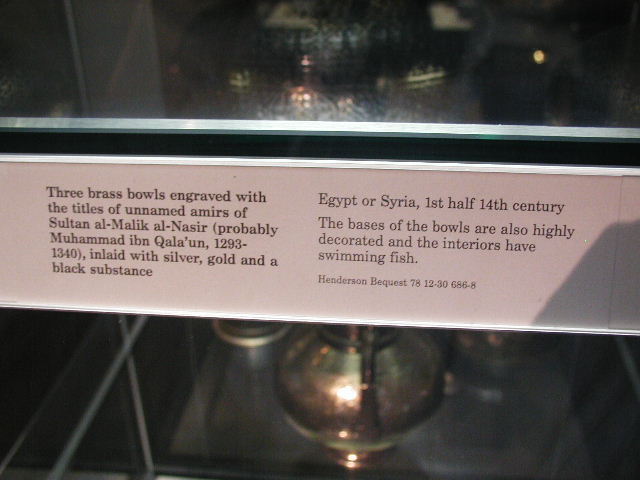 Three brass bowls engraved with
the titles of unnamed amirs of
Sultan al-Malik al-Nasir (probably
Muhammad ibn Qala'un, 1293-
1340), inlaid with silver, gold and a
black substance
Egypt or Syria, 1st half 14th century
The bases of the bowls are also highly
decorated and the interiors have
swimming fish.
Henderson Bequest 78 12-30 686-8